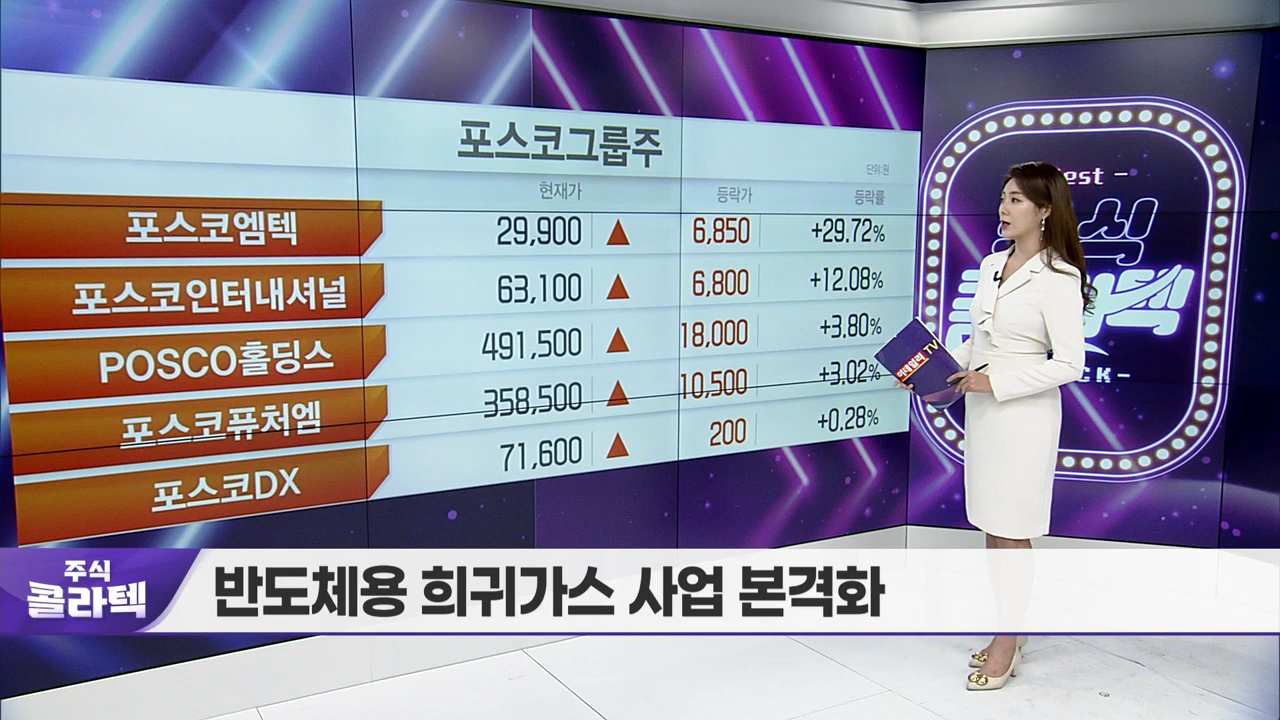 포스코그룹주
단위:원
현재가 등락가 등락률
포스코엠텍 29,900 ▲ 6,850 +29.72%
포스코인터내셔널 63,100 ▲ 6,800 +12.08%
POSCO홀딩스 491,500 ▲ 18,000 +3.80%
포스코퓨처엠 358,500 ▲ 10,500 +3.02%
포스코DX 71,600 ▲ 200 +0.28%
이데일리 TV
주식
콜라텍
반도체용 희귀가스 사업 본격화